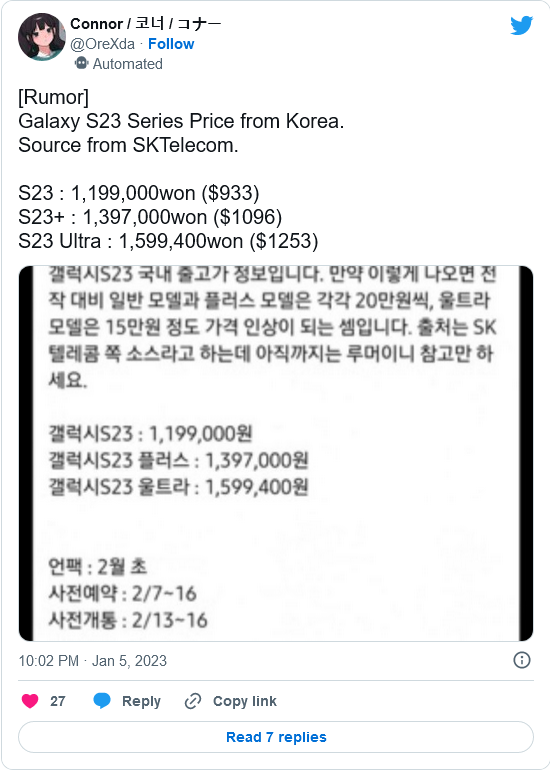 Connor / 코너 / コナー
@OreXda · Follow
Automated
[Rumor]
Galaxy S23 Series Price from Korea.
Source from SKTelecom.
S23 : 1,199,000won ($933)
S23+ : 1,397,000won ($1096)
S23 Ultra : 1,599,400won ($1253)
갤럭시S23 국내 출고가 정보입니다. 만약 이렇게 나오면 전
작 대비 일반 모델과 플러스 모델은 각각 20만원씩, 울트라
모델은 15만원 정도 가격 인상이 되는 셈입니다. 출처는 SK
텔레콤 쪽 소스라고 하는데 아직까지는 루머이니 참고만 하
세요.
갤럭시S23 : 1,199,000원
갤럭시S23 플러스 : 1,397,000원
갤럭시S23 울트라 : 1,599,400원
언팩 : 2월 초
사전예약 : 2/7~16
사전개통 : 2/13~16
10:02 PM · Jan 5, 2023
27 Reply Copy link
Read 7 replies